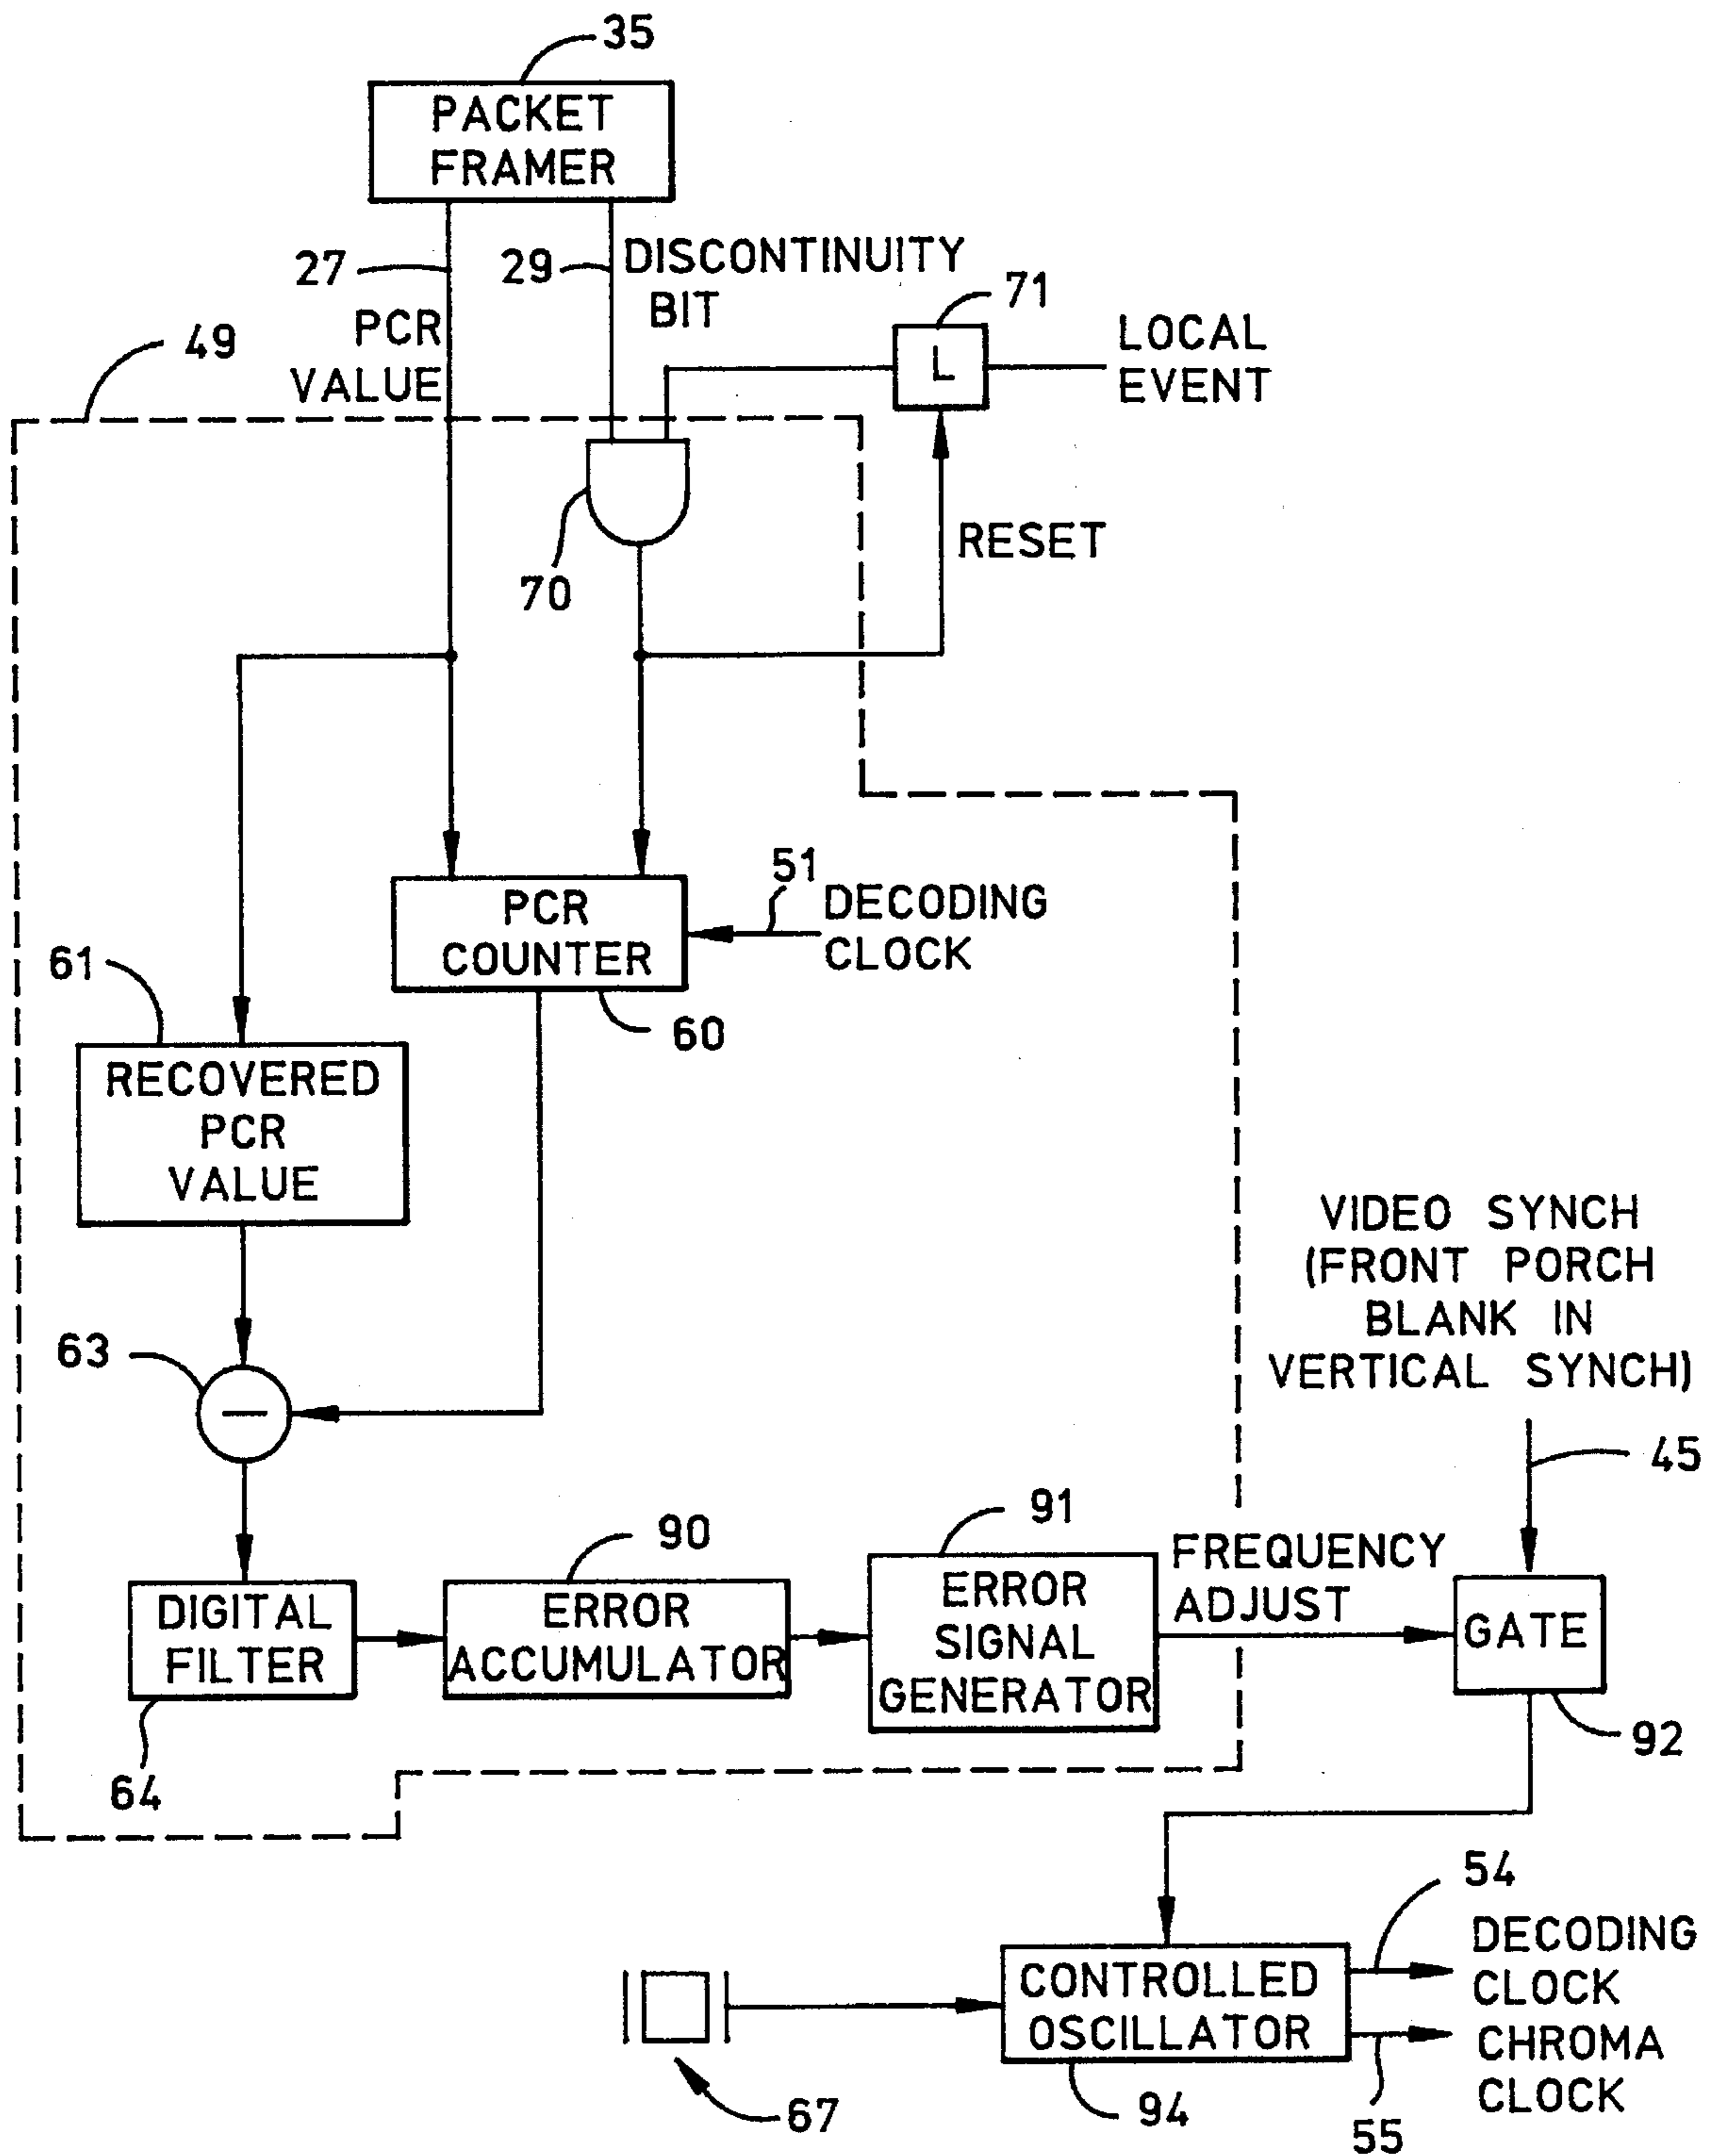 35
PACKET
FRAMER
27
29
DISCONTINUITY
BIT
71
49
PCR
VALUE
L
LOCAL
EVENT
70
RESET
51
DECODING
CLOCK
PCR
COUNTER
61
60
RECOVERED
PCR
VALUE
VIDEO SYNCH
(FRONT PORCH
BLANK IN
VERTICAL SYNCH)
63
—
45
90
91
FREQUENCY
ADJUST
DIGITAL
FILTER
ERROR
ACCUMULATOR
ERROR
SIGNAL
GENERATOR
GATE
64
92
54
DECODING
CLOCK
CONTROLLED
OSCILLATOR
CHROMA
CLOCK
67
94
55